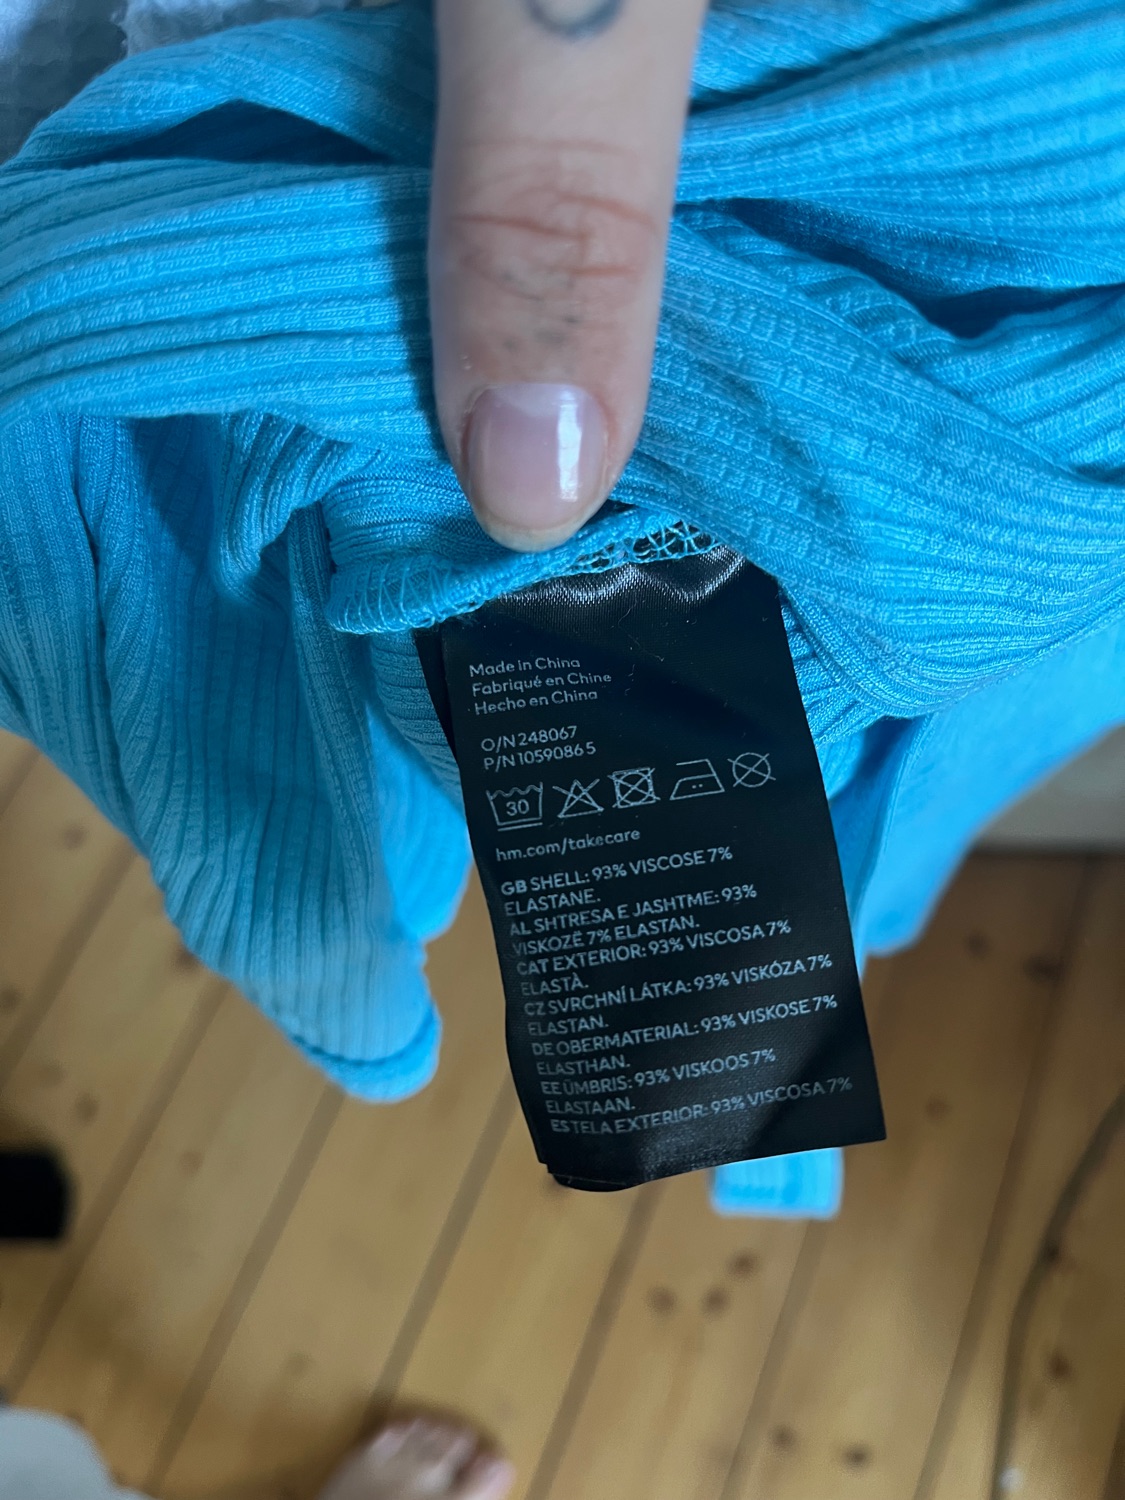 Made in China
Fabriqué en Chine
Hecho en China
O/N 248067
P/N 1059086 5
30
hm.com/takecare
GB SHELL: 93% VISCOSE 7%
ELASTANE.
AL SHTRESA E JASHTME: 93%
VISKOZË 7% ELASTAN.
CAT EXTERIOR: 93% VISCOSA 7%
ELASTÀ.
CZ SVRCHNÍ LÁTKA: 93% VISKÓZA 7%
ELASTAN.
DE OBERMATERIAL: 93% VISKOSE 7%
ELASTHAN.
EE ÜMBRIS: 93% VISKOOS 7%
ELASTAAN.
ES TELA EXTERIOR: 93% VISCOSA 7%